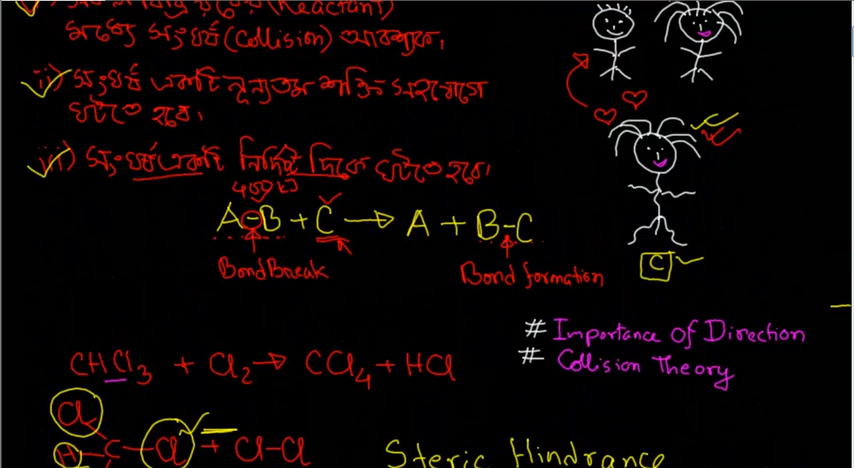 (Reactant)
মধ্যে সংঘর্ষ (Collision) আবশ্যক।
ii) সংঘর্ষ একটি নূন্যতম শক্তি সহযোগে
ঘটতে হবে।
iii) সংঘর্ষ একটি নির্দিষ্ট দিকে ঘটতে হবে।
A-B + C → A + B-C
Bond Break
Bond formation
C
# Importance of Direction
# Collision Theory
CHCl3 + Cl2 → CCl4 + HCl
Cl
H C - Cl + Cl-Cl
Steric Hindrance